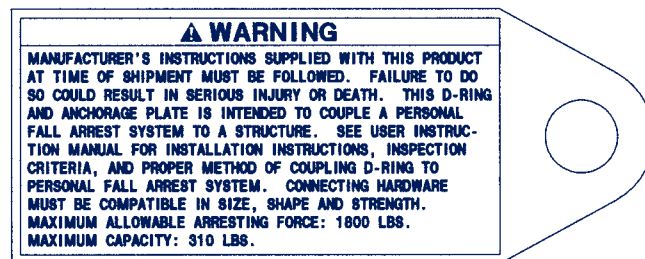 ⚠ WARNING
MANUFACTURER'S INSTRUCTIONS SUPPLIED WITH THIS PRODUCT
AT TIME OF SHIPMENT MUST BE FOLLOWED. FAILURE TO DO
SO COULD RESULT IN SERIOUS INJURY OR DEATH. THIS D-RING
AND ANCHORAGE PLATE IS INTENDED TO COUPLE A PERSONAL
FALL ARREST SYSTEM TO A STRUCTURE. SEE USER INSTRUC-
TION MANUAL FOR INSTALLATION INSTRUCTIONS, INSPECTION
CRITERIA, AND PROPER METHOD OF COUPLING D-RING TO
PERSONAL FALL ARREST SYSTEM. CONNECTING HARDWARE
MUST BE COMPATIBLE IN SIZE, SHAPE AND STRENGTH.
MAXIMUM ALLOWABLE ARRESTING FORCE: 1800 LBS.
MAXIMUM CAPACITY: 310 LBS.